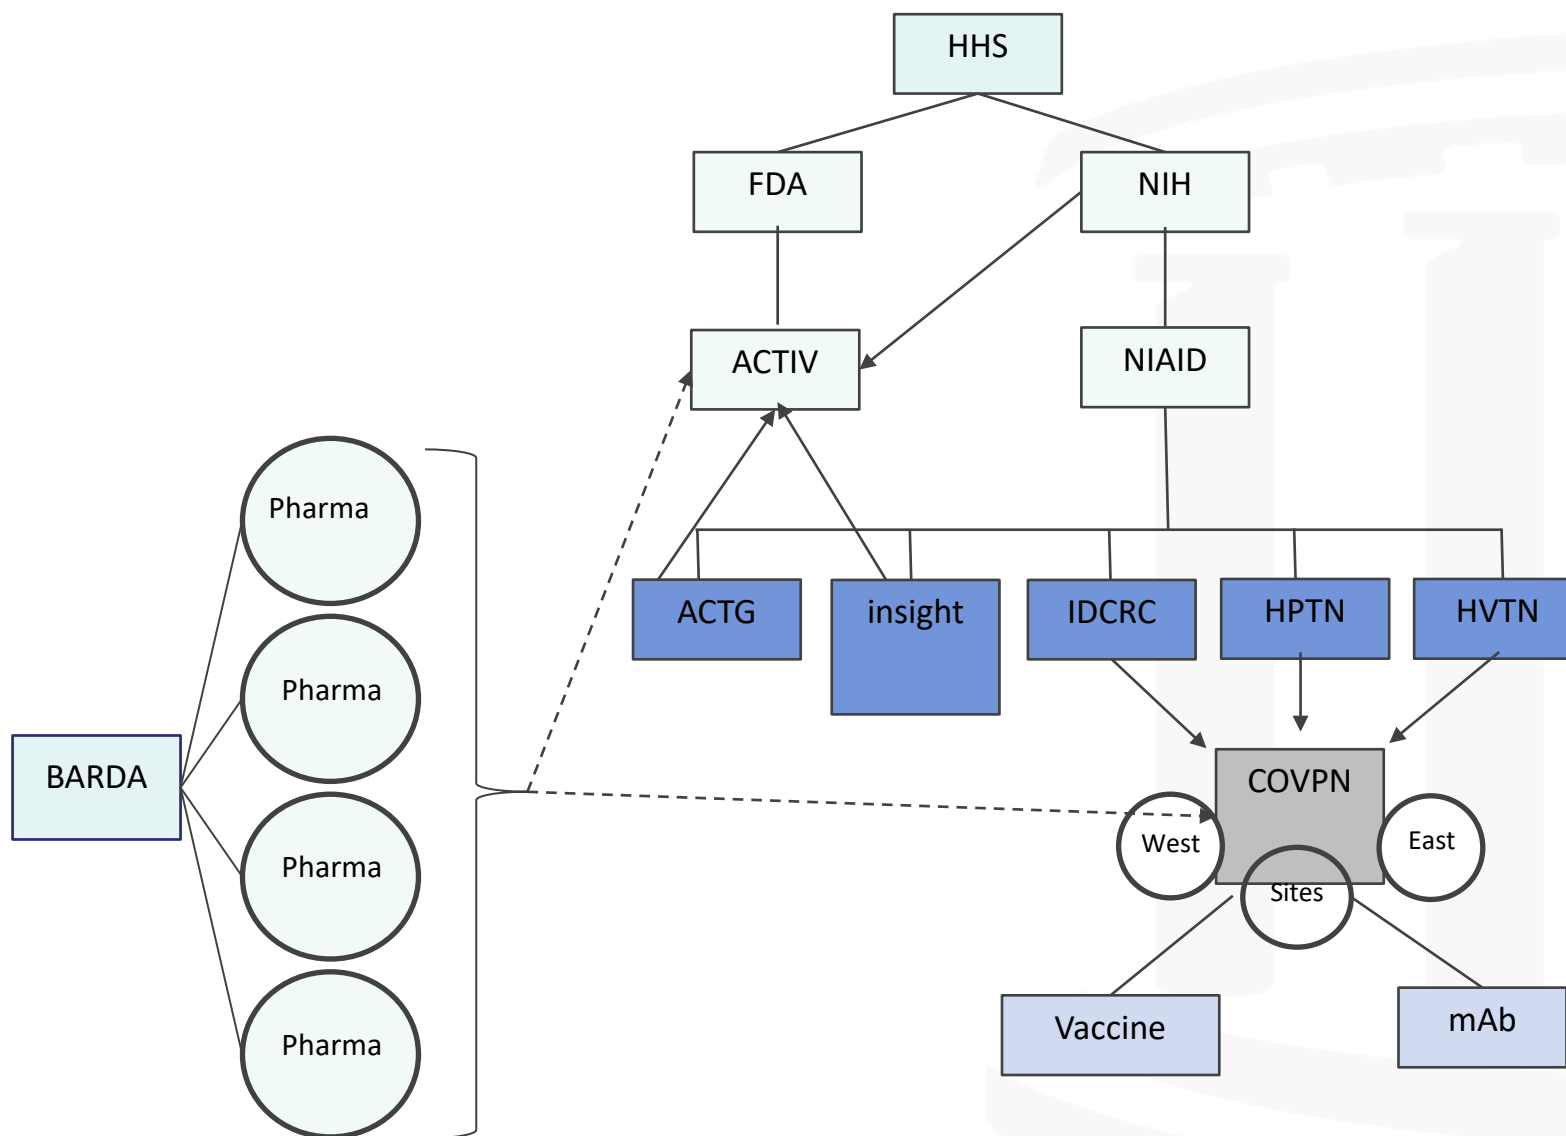 HHS
FDA
NIH
ACTIV
NIAID
Pharma
ACTG
insight
IDCRC
HPTN
HVTN
Pharma
BARDA
COVPN
West
East
Sites
Pharma
Vaccine
mAb
Pharma